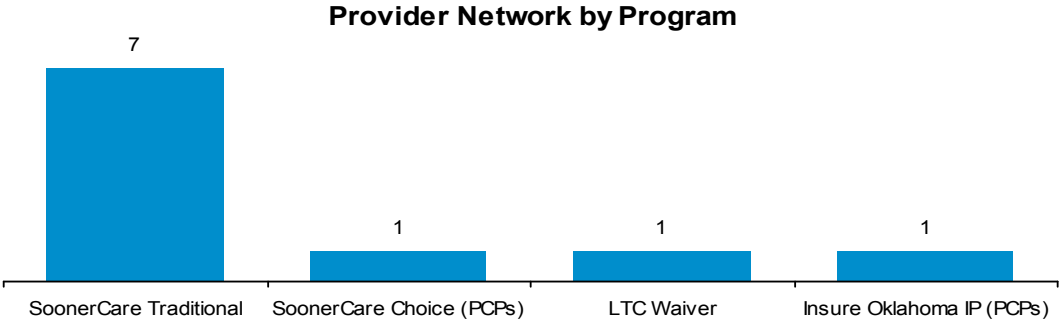 Provider Network by Program
7
1
1
1
SoonerCare Traditional
SoonerCare Choice (PCPs)
LTC Waiver
Insure Oklahoma IP (PCPs)